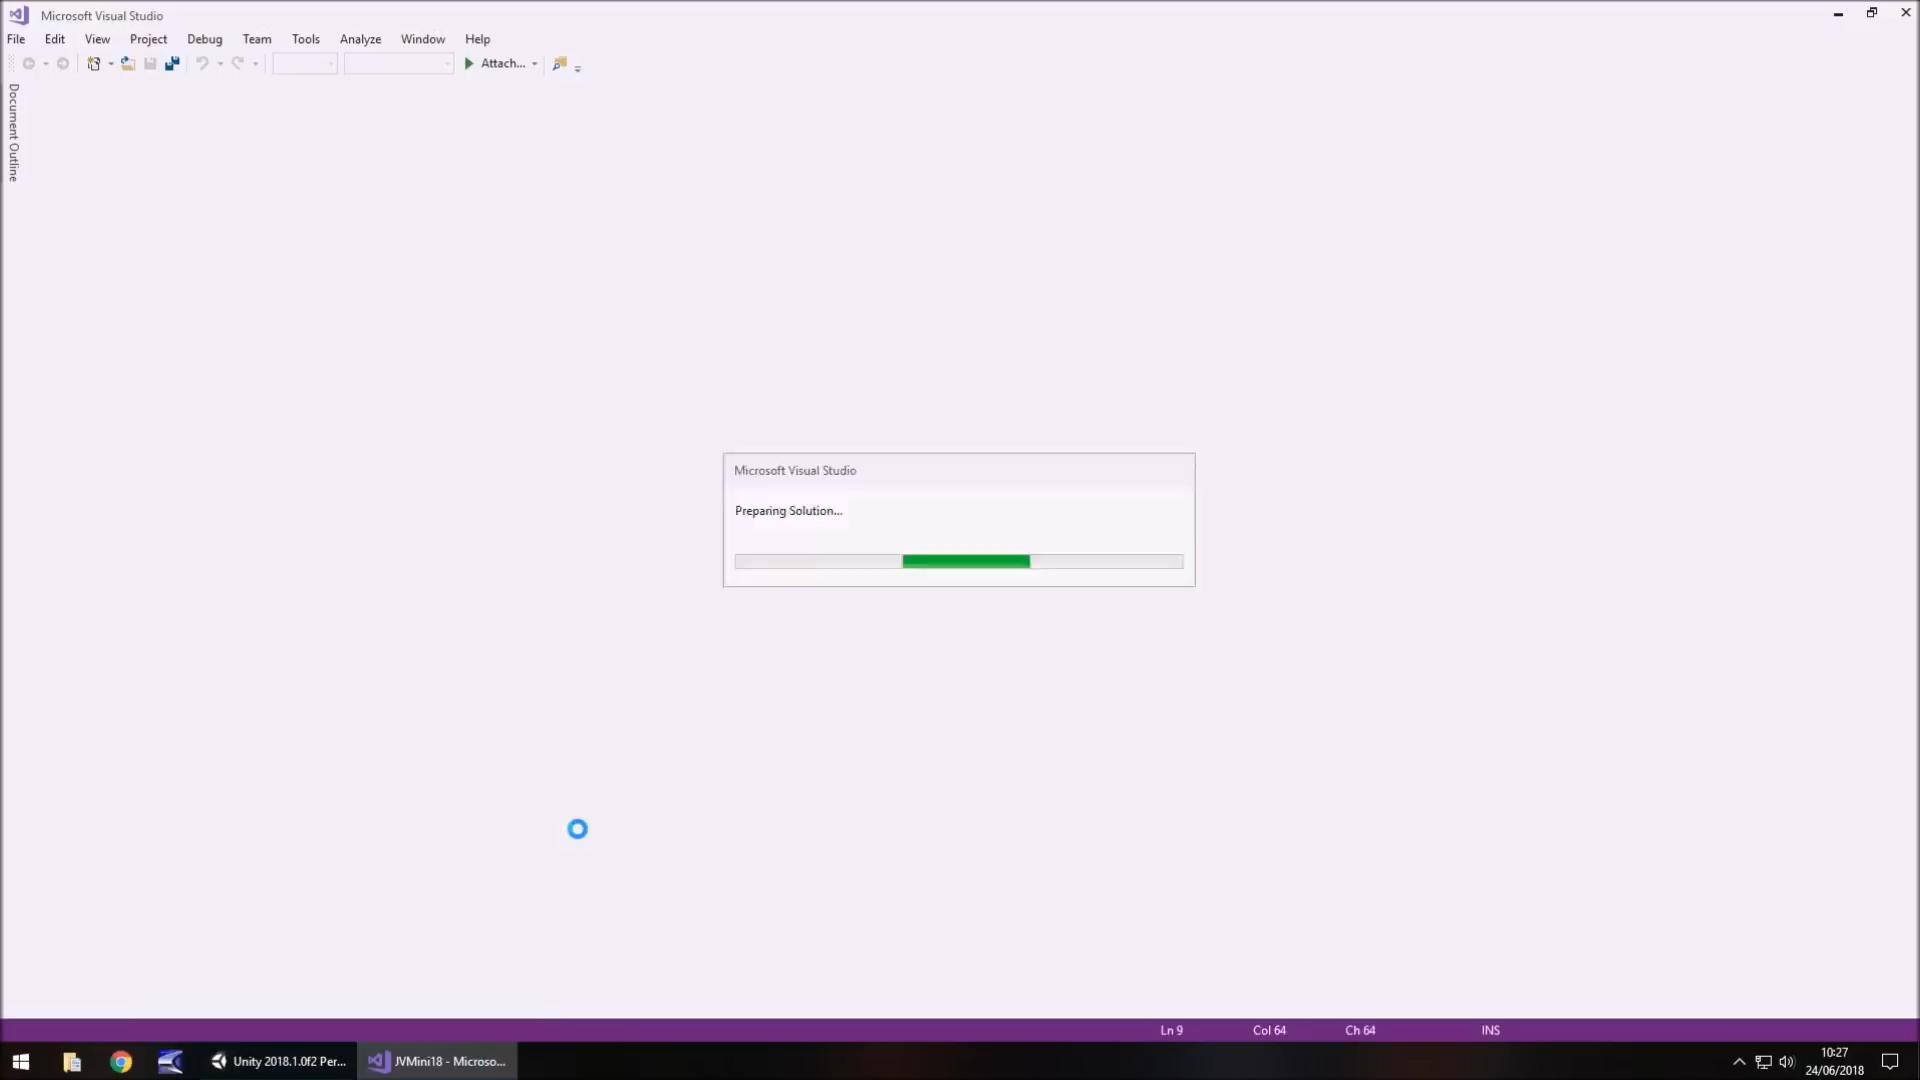 Microsoft Visual Studio
File Edit View Project Debug Team Tools Analyze Window Help
Attach...
Document Outline
Microsoft Visual Studio
Preparing Solution...
Ln 9 Col 64 Ch 64 INS
Unity 2018.1.0f2 Per... JVMini18 - Microso... 10:27
24/06/2018